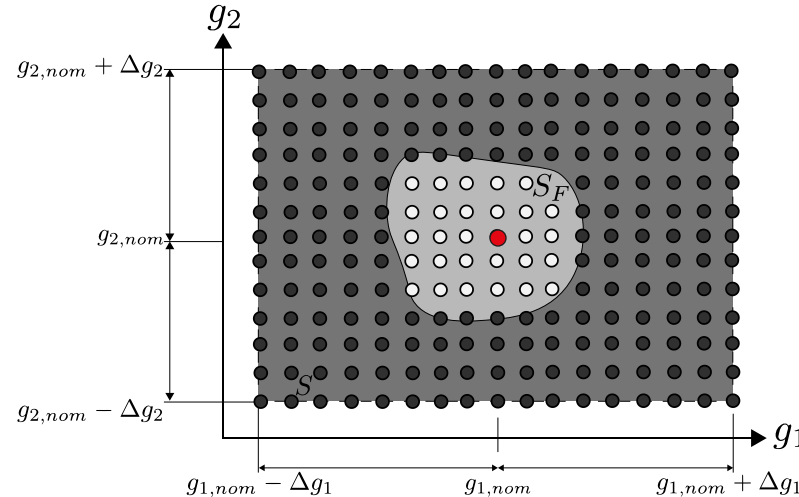 g₂
g₂,ₙₒₘ + Δg₂
S_F
g₂,ₙₒₘ
S
g₂,ₙₒₘ − Δg₂
g₁
g₁,ₙₒₘ − Δg₁
g₁,ₙₒₘ
g₁,ₙₒₘ + Δg₁